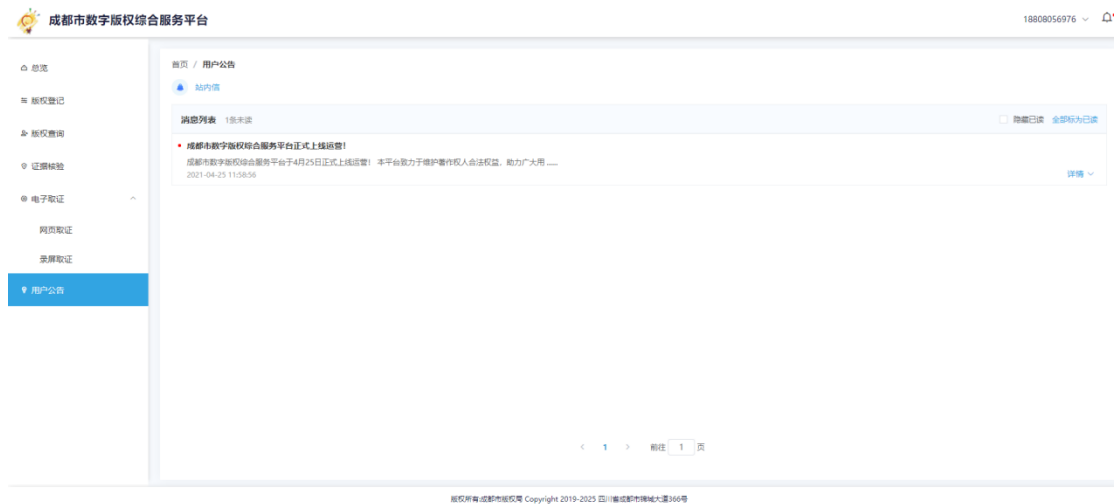 成都市数字版权综合服务平台
18808056976
总览
版权登记
版权查询
证据核验
电子取证
网页取证
录屏取证
用户公告
首页 / 用户公告
站内信
消息列表 1条未读
隐藏已读 全部标为已读
成都市数字版权综合服务平台正式上线运营!
成都市数字版权综合服务平台于4月25日正式上线运营! 本平台致力于维护著作权人合法权益,助力广大用 ......
2021-04-25 11:58:56
详情
< 1 > 前往 1 页
版权所有:成都市版权局 Copyright 2019-2025 四川省成都市锦城大道366号